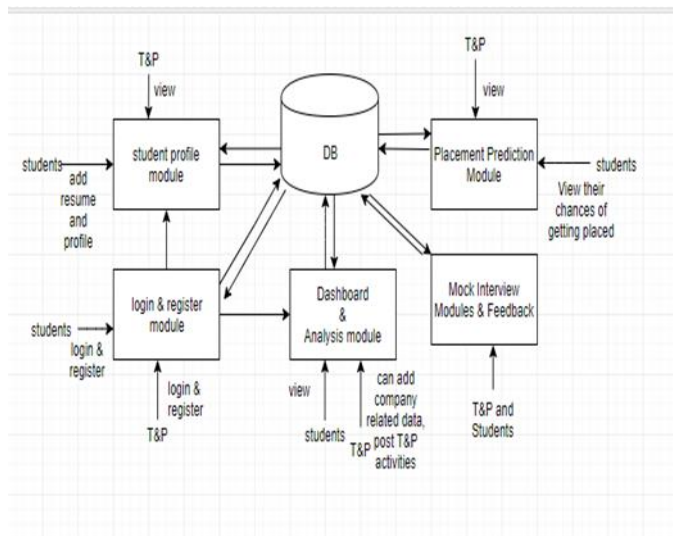 T&P
view
T&P
view
DB
student profile
module
Placement Prediction
Module
students
add
resume
and
profile
students
View their
chances of
getting placed
login & register
module
Dashboard
&
Analysis module
Mock Interview
Modules & Feedback
students
login &
register
login &
register
T&P
view
students
can add
company
related data,
post T&P
activities
T&P
T&P and
Students